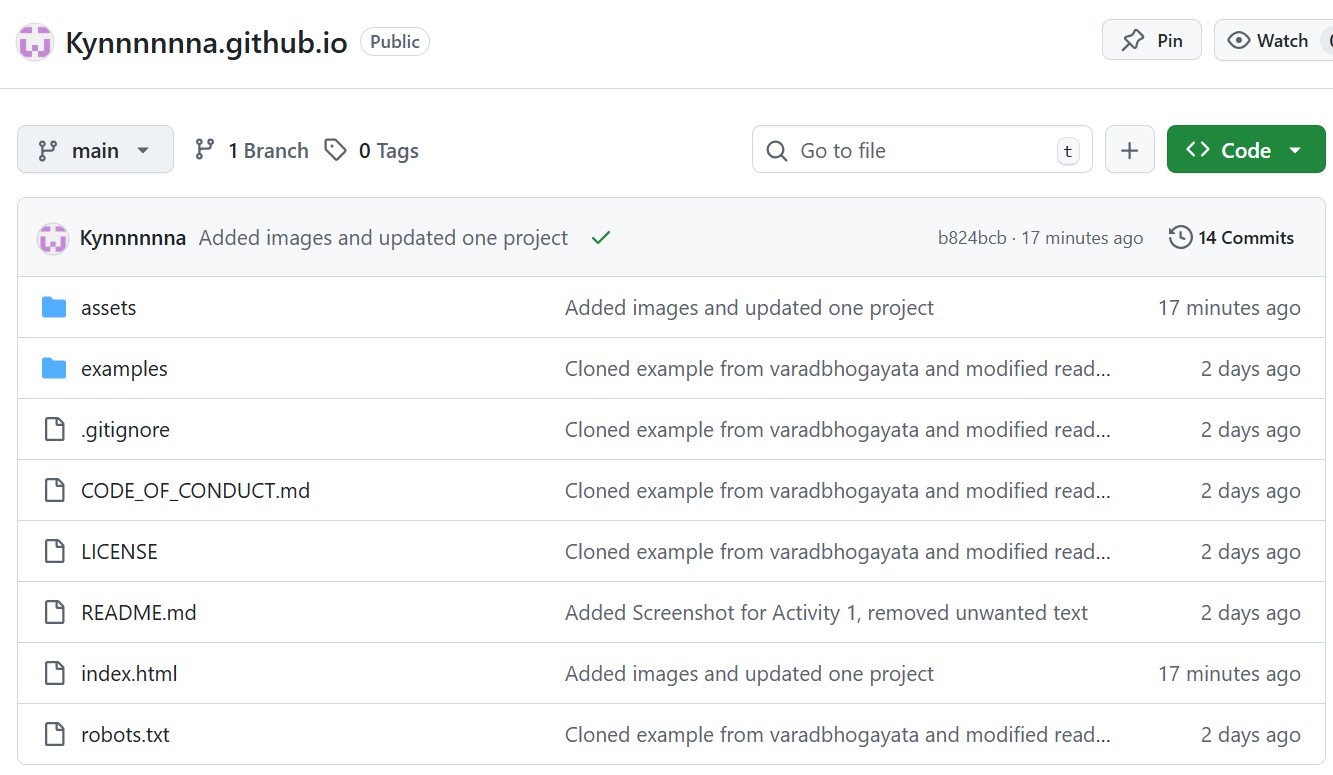 Kynnnnnna.github.io Public Pin Watch
main 1 Branch 0 Tags Go to file t Code
Kynnnnnna Added images and updated one project b824bcb · 17 minutes ago 14 Commits
assets Added images and updated one project 17 minutes ago
examples Cloned example from varadbhogayata and modified read... 2 days ago
.gitignore Cloned example from varadbhogayata and modified read... 2 days ago
CODE_OF_CONDUCT.md Cloned example from varadbhogayata and modified read... 2 days ago
LICENSE Cloned example from varadbhogayata and modified read... 2 days ago
README.md Added Screenshot for Activity 1, removed unwanted text 2 days ago
index.html Added images and updated one project 17 minutes ago
robots.txt Cloned example from varadbhogayata and modified read... 2 days ago